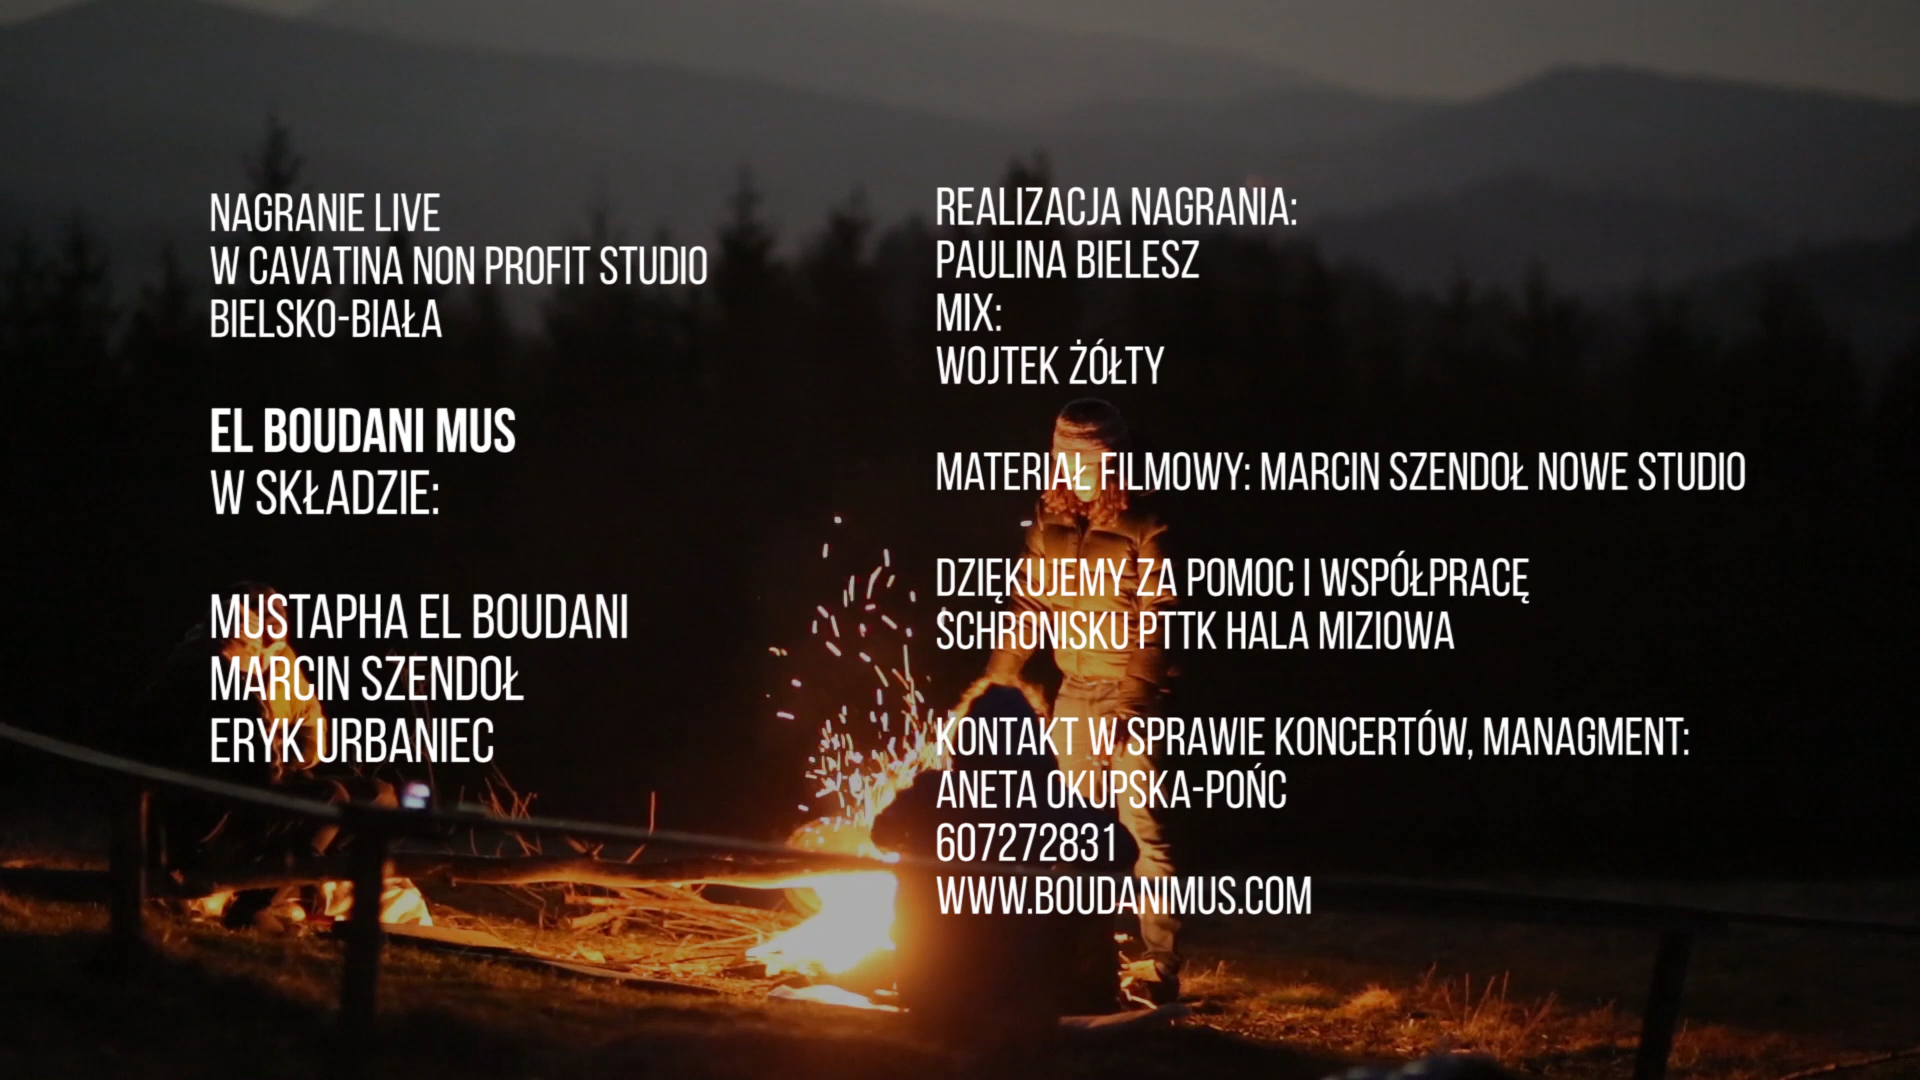 NAGRANIE LIVE
W CAVATINA NON PROFIT STUDIO
BIELSKO-BIAŁA
EL BOUDANI MUS
W SKŁADZIE:
MUSTAPHA EL BOUDANI
MARCIN SZENDOŁ
ERYK URBANIEC
REALIZACJA NAGRANIA:
PAULINA BIELESZ
MIX:
WOJTEK ŻÓŁTY
MATERIAŁ FILMOWY: MARCIN SZENDOŁ NOWE STUDIO
DZIĘKUJEMY ZA POMOC I WSPÓŁPRACĘ
SCHRONISKU PTTK HALA MIZIOWA
KONTAKT W SPRAWIE KONCERTÓW, MANAGMENT:
ANETA OKUPSKA-POŃC
607272831
WWW.BOUDANIMUS.COM